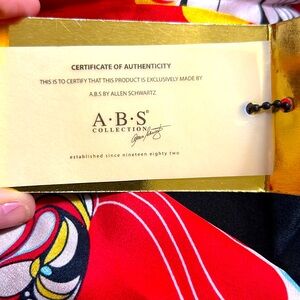 CERTIFICATE OF AUTHENTICITY
THIS IS TO CERTIFY THAT THIS PRODUCT IS EXCLUSIVELY MADE BY
A.B.S BY ALLEN SCHWARTZ.
A·B·S®
COLLECTION
established since nineteen eighty two